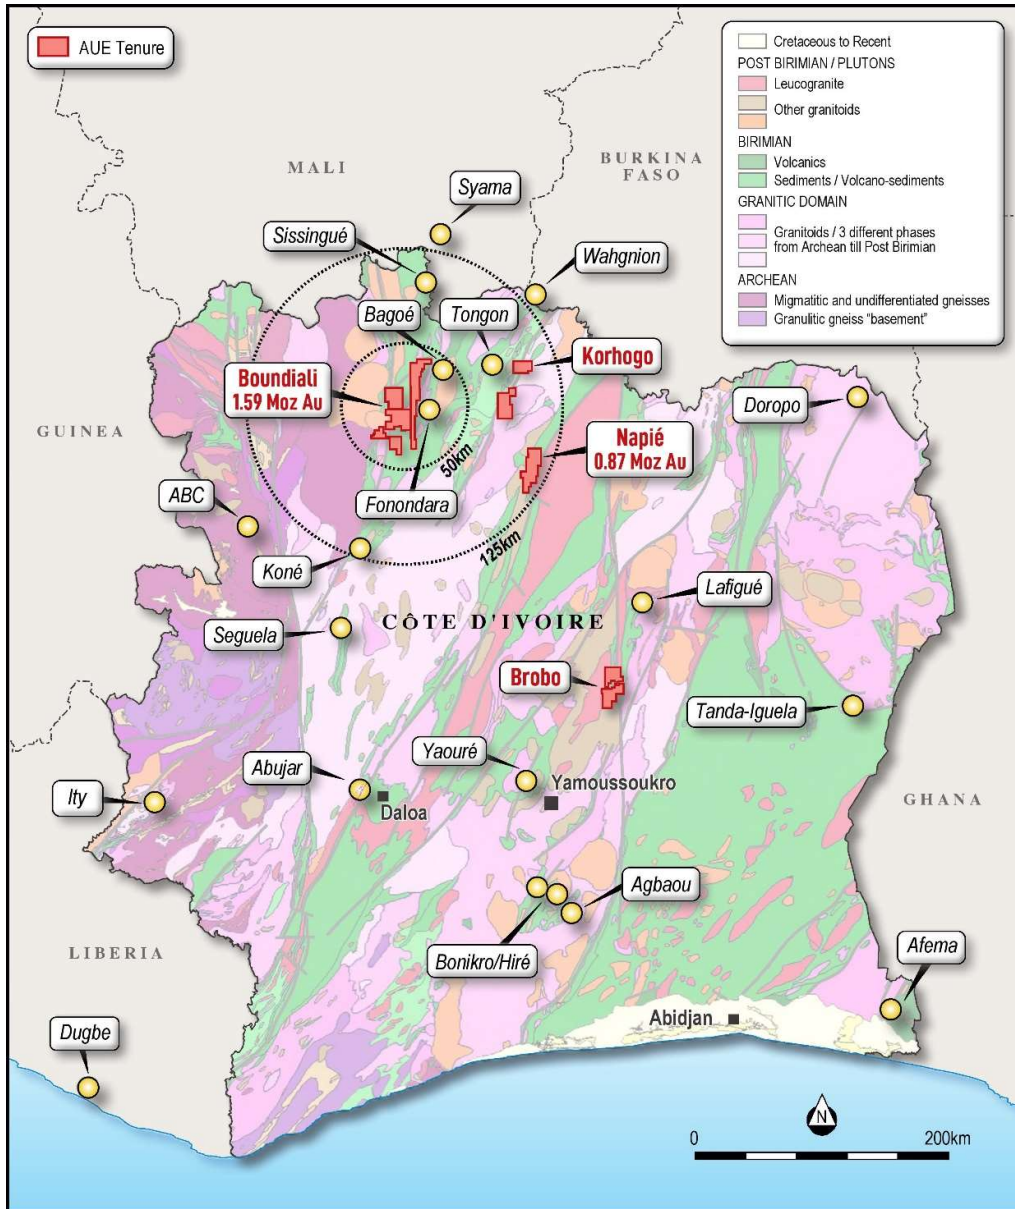 AUE Tenure
Cretaceous to Recent
POST BIRIMIAN / PLUTONS
Leucogranite
Other granitoids
BIRIMIAN
Volcanics
Sediments / Volcano-sediments
GRANITIC DOMAIN
Granitoids / 3 different phases
from Archean till Post Birimian
ARCHEAN
Migmatitic and undifferentiated gneisses
Granulitic gneiss "basement"
MALI
BURKINA
FASO
Syama
Sissingué
Wahgnion
Bagoé
Tongon
Korhogo
Boundiali
1.59 Moz Au
Doropo
GUINEA
Napié
0.87 Moz Au
50km
Fonondara
ABC
125km
Koné
Lafigué
CÔTE D'IVOIRE
Seguela
Brobo
Tanda-Iguela
Yaouré
Abujar
Yamoussoukro
Ity
Daloa
GHANA
Agbaou
Bonikro/Hiré
LIBERIA
Afema
Abidjan
Dugbe
N
0
200km